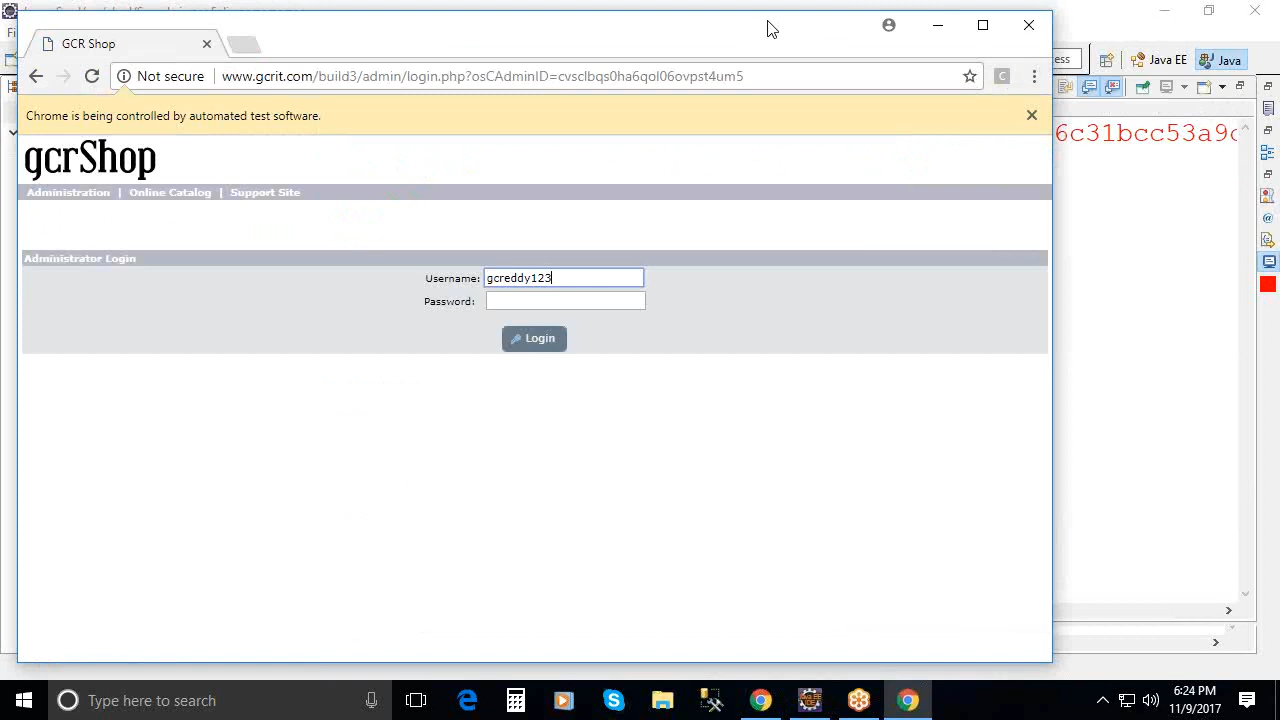 GCR Shop
Not secure
www.gcrit.com/build3/admin/login.php?osCAdminID=cvsclbqs0ha6qol06ovpst4um5
C
ess
Java EE
Java
Chrome is being controlled by automated test software.
6c31bcc53a9c
gcrShop
Administration | Online Catalog | Support Site
Administrator Login
Username: gcreddy123
Password:
Login
Type here to search
6:24 PM
11/9/2017